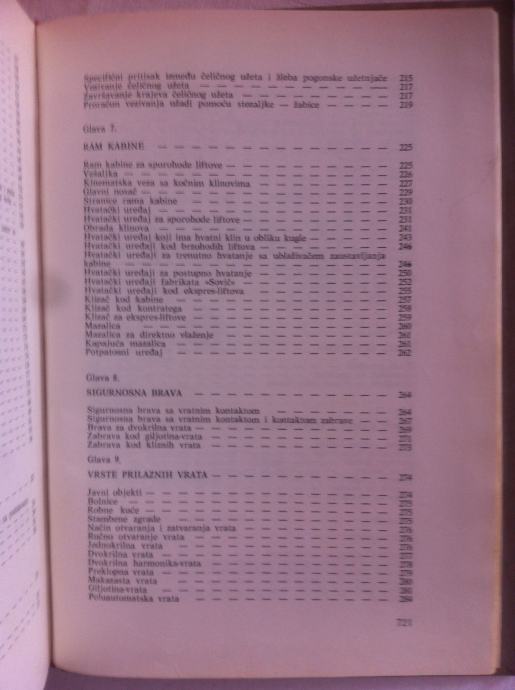 Specifični pritisak između čeličnog užeta i žleba pogonske užetnjače 215
Vezivanje čeličnog užeta — — — — — — — — — — 217
Završavanje krajeva čeličnog užeta — — — — — — — — 217
Proračun vezivanja užadi pomoću stezaljke — žabice — — — — 219
Glava 7.
RAM KABINE — — — — — — — — — — — 225
Ram kabine za sporohode liftove — — — — — — — — 225
Vešaljka — — — — — — — — — — — — — 226
Kinematska veza sa kočnim klinovima — — — — — — — 227
Glavni nosač — — — — — — — — — — — — 229
Stranice rama kabine — — — — — — — — — — 230
Hvatački uređaj — — — — — — — — — — — 231
Hvatački uređaj za sporohode liftove — — — — — — — 231
Obrada klinova — — — — — — — — — — — 241
Hvatački uređaj koji ima hvatni klin u obliku kugle — — — — 243
Hvatački uređaj kod brzohodih liftova — — — — — — — 246
Hvatački uređaji za trenutno hvatanje sa ublaživačem zaustavljanja
kabine — — — — — — — — — — — — — 246
Hvatački uređaji za postupno hvatanje — — — — — — 250
Hvatački uređaji fabrikata »Sović« — — — — — — — 252
Hvatački uređaji kod ekspres-liftova — — — — — — — 255
Klizač kod kabine — — — — — — — — — — — 257
Klizač kod kontratega — — — — — — — — — — 258
Klizač za ekspres-liftove — — — — — — — — — 259
Mazalica — — — — — — — — — — — — 260
Mazalica za direktno vlaženje — — — — — — — — 261
Kapajuća mazalica — — — — — — — — — — 261
Potpatosni uređaj — — — — — — — — — — 262
Glava 8.
SIGURNOSNA BRAVA — — — — — — — — — 264
Sigurnosna brava sa vratnim kontaktom — — — — — — 264
Sigurnosna brava sa vratnim kontaktom i kontaktom zabrave — — 267
Brava za dvokrilna vrata — — — — — — — — — 269
Zabrava kod giljotina-vrata — — — — — — — — 271
Zabrava kod kliznih vrata — — — — — — — — — 273
Glava 9.
VRSTE PRILAZNIH VRATA — — — — — — — — 274
Javni objekti — — — — — — — — — — — 274
Bolnice — — — — — — — — — — — — 275
Robne kuće — — — — — — — — — — — — 275
Stambene zgrade — — — — — — — — — — 275
Način otvaranja i zatvaranja vrata — — — — — — — 276
Ručno otvaranje vrata — — — — — — — — — 276
Jednokrilna vrata — — — — — — — — — — 276
Dvokrilna vrata — — — — — — — — — — — 277
Dvokrilna harmonika-vrata — — — — — — — — — 278
Preklopna vrata — — — — — — — — — — — 279
Makazasta vrata — — — — — — — — — — — 280
Giljotina-vrata — — — — — — — — — — — 281
Poluautomatska vrata — — — — — — — — — — 284
721